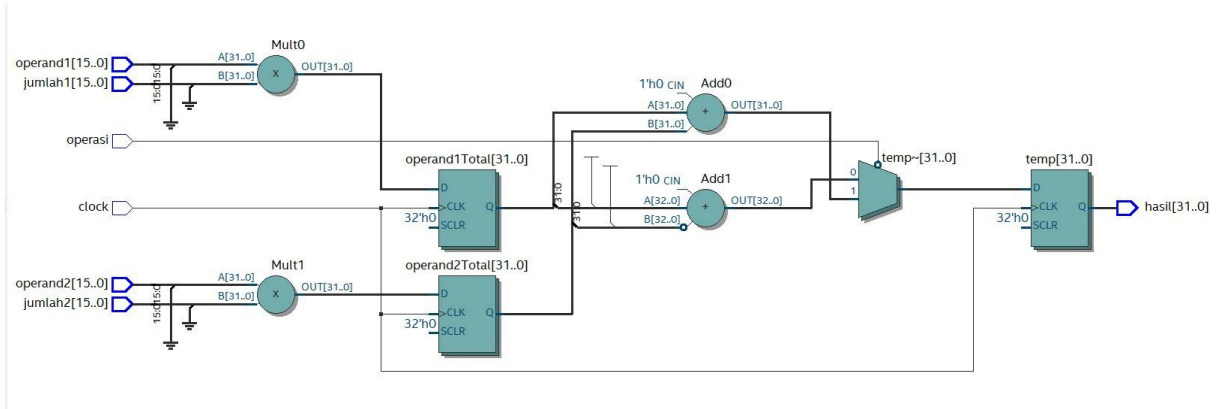 Mult0
operand1[15..0]
jumlah1[15..0]
A[31..0]
B[31..0]
15:0
15:0
x
OUT[31..0]
operasi
clock
operand1Total[31..0]
D
CLK
SCLR
Q
32'h0
operand2[15..0]
jumlah2[15..0]
A[31..0]
B[31..0]
15:0
15:0
Mult1
x
OUT[31..0]
operand2Total[31..0]
D
CLK
SCLR
Q
32'h0
31:0
31:0
1'h0 CIN
Add0
A[31..0]
B[31..0]
+
OUT[31..0]
1'h0 CIN
Add1
A[32..0]
B[32..0]
+
OUT[32..0]
temp~[31..0]
0
1
temp[31..0]
D
CLK
SCLR
Q
32'h0
hasil[31..0]